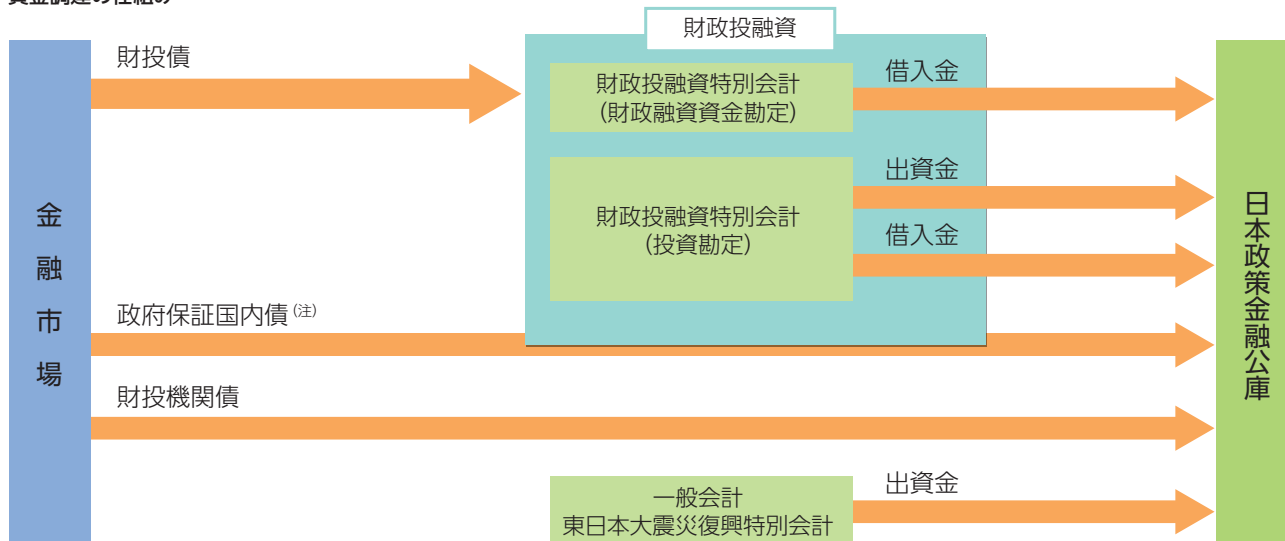 財政投融資
財投債
財政投融資特別会計
(財政融資資金勘定)
借入金
出資金
財政投融資特別会計
(投資勘定)
借入金
金融市場
日本政策金融公庫
政府保証国内債(注)
財投機関債
一般会計
東日本大震災復興特別会計
出資金